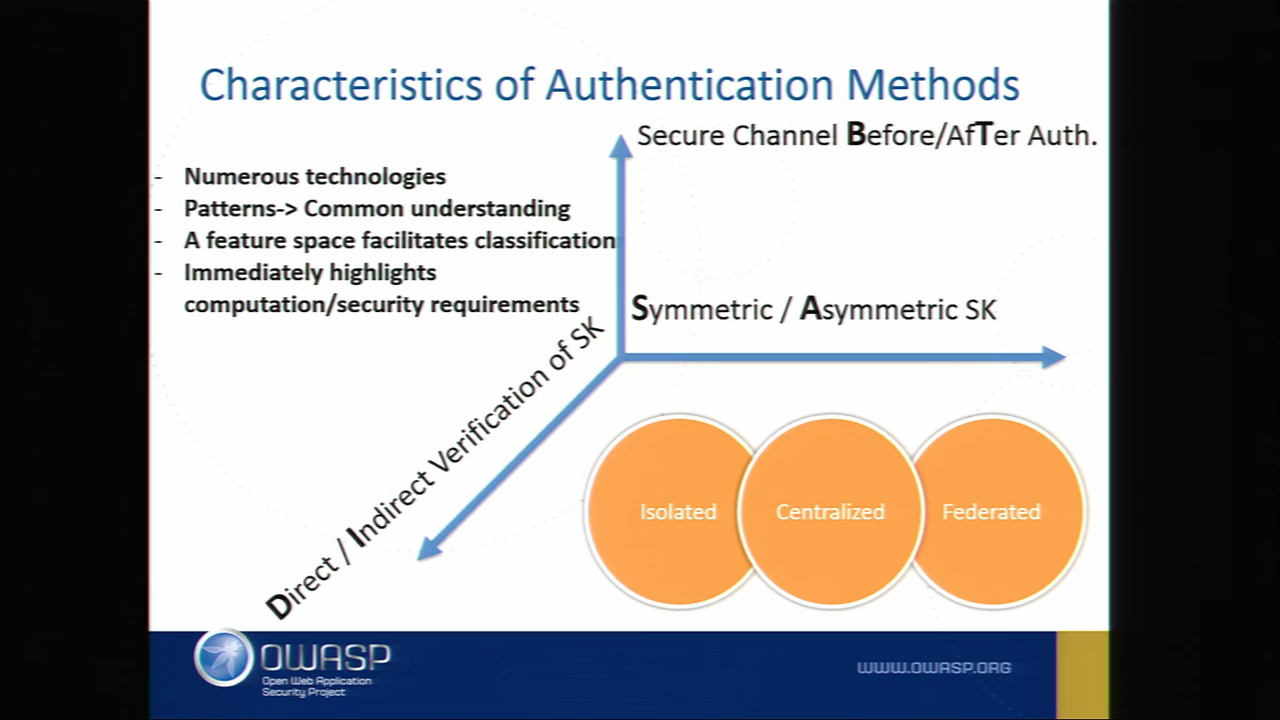 Characteristics of Authentication Methods
Secure Channel Before/AfTer Auth.
- Numerous technologies
- Patterns-> Common understanding
- A feature space facilitates classification
- Immediately highlights
computation/security requirements
Symmetric / Asymmetric SK
Direct / Indirect Verification of SK
Isolated
Centralized
Federated
OWASP
Open Web Application
Security Project
WWW.OWASP.ORG